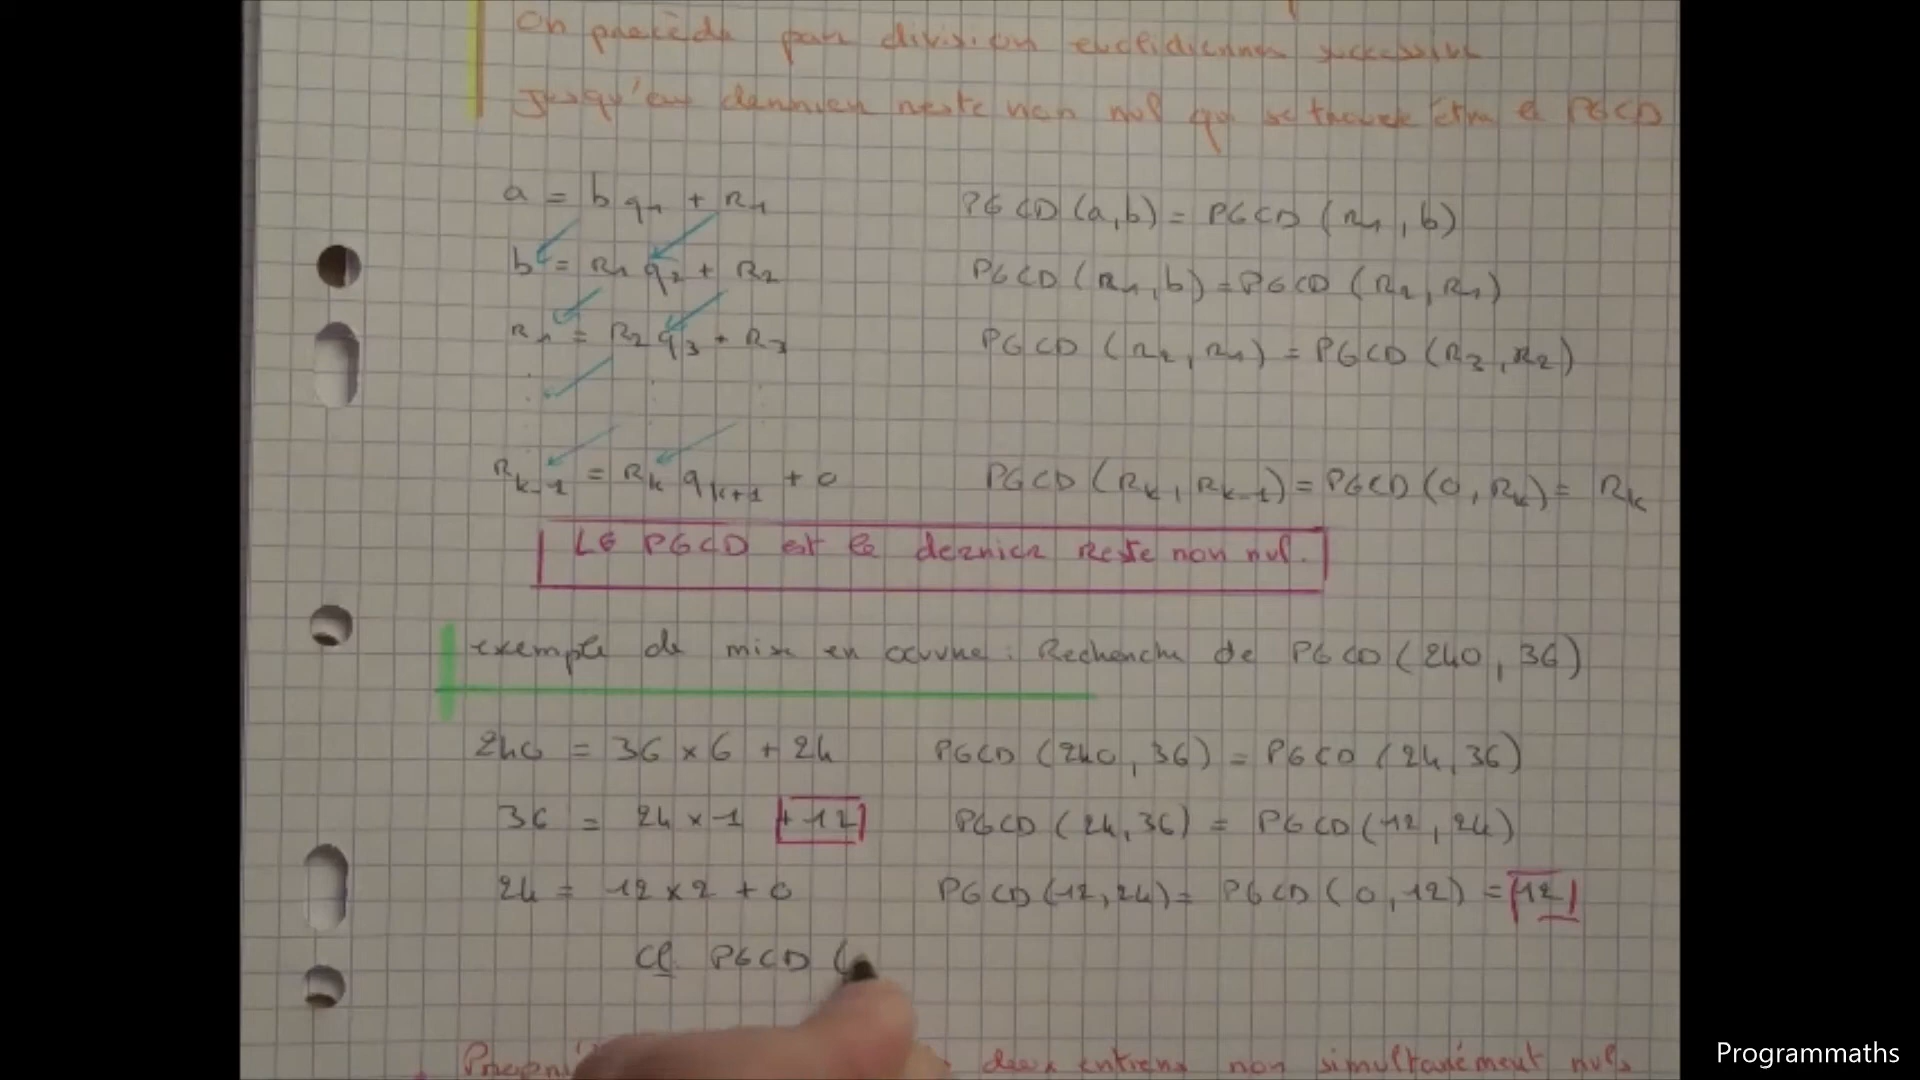 On procède par division euclidiennes successive
Jusqu'au dernier reste non nul qui se trouve être le PGCD
a = b q₁ + R₁ PGCD (a,b) = PGCD (R₁, b)
b = R₁ q₂ + R₂ PGCD (R₁, b) = PGCD (R₂, R₁)
R₁ = R₂ q₃ + R₃ PGCD (R₂, R₁) = PGCD (R₃, R₂)
Rₖ₋₁ = Rₖ qₖ₊₁ + 0 PGCD (Rₖ, Rₖ₋₁) = PGCD (0, Rₖ) = Rₖ
Le PGCD est le dernier Reste non nul.
exemple de mise en oeuvre : Recherche de PGCD (240, 36)
240 = 36 × 6 + 24 PGCD (240, 36) = PGCD (24, 36)
36 = 24 × 1 + 12 PGCD (24, 36) = PGCD (12, 24)
24 = 12 × 2 + 0 PGCD (12, 24) = PGCD (0, 12) = 12
Cl PGCD (
deux entiers non simultanément nuls
Programmaths